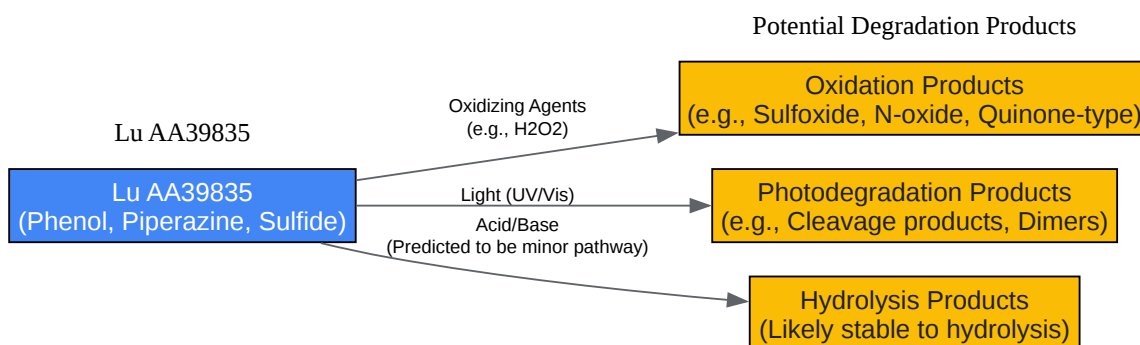 Potential Degradation Products
Oxidation Products
(e.g., Sulfoxide, N-oxide, Quinone-type)
Oxidizing Agents
(e.g., H2O2)
Lu AA39835
Lu AA39835
(Phenol, Piperazine, Sulfide)
Light (UV/Vis)
Photodegradation Products
(e.g., Cleavage products, Dimers)
Acid/Base
(Predicted to be minor pathway)
Hydrolysis Products
(Likely stable to hydrolysis)